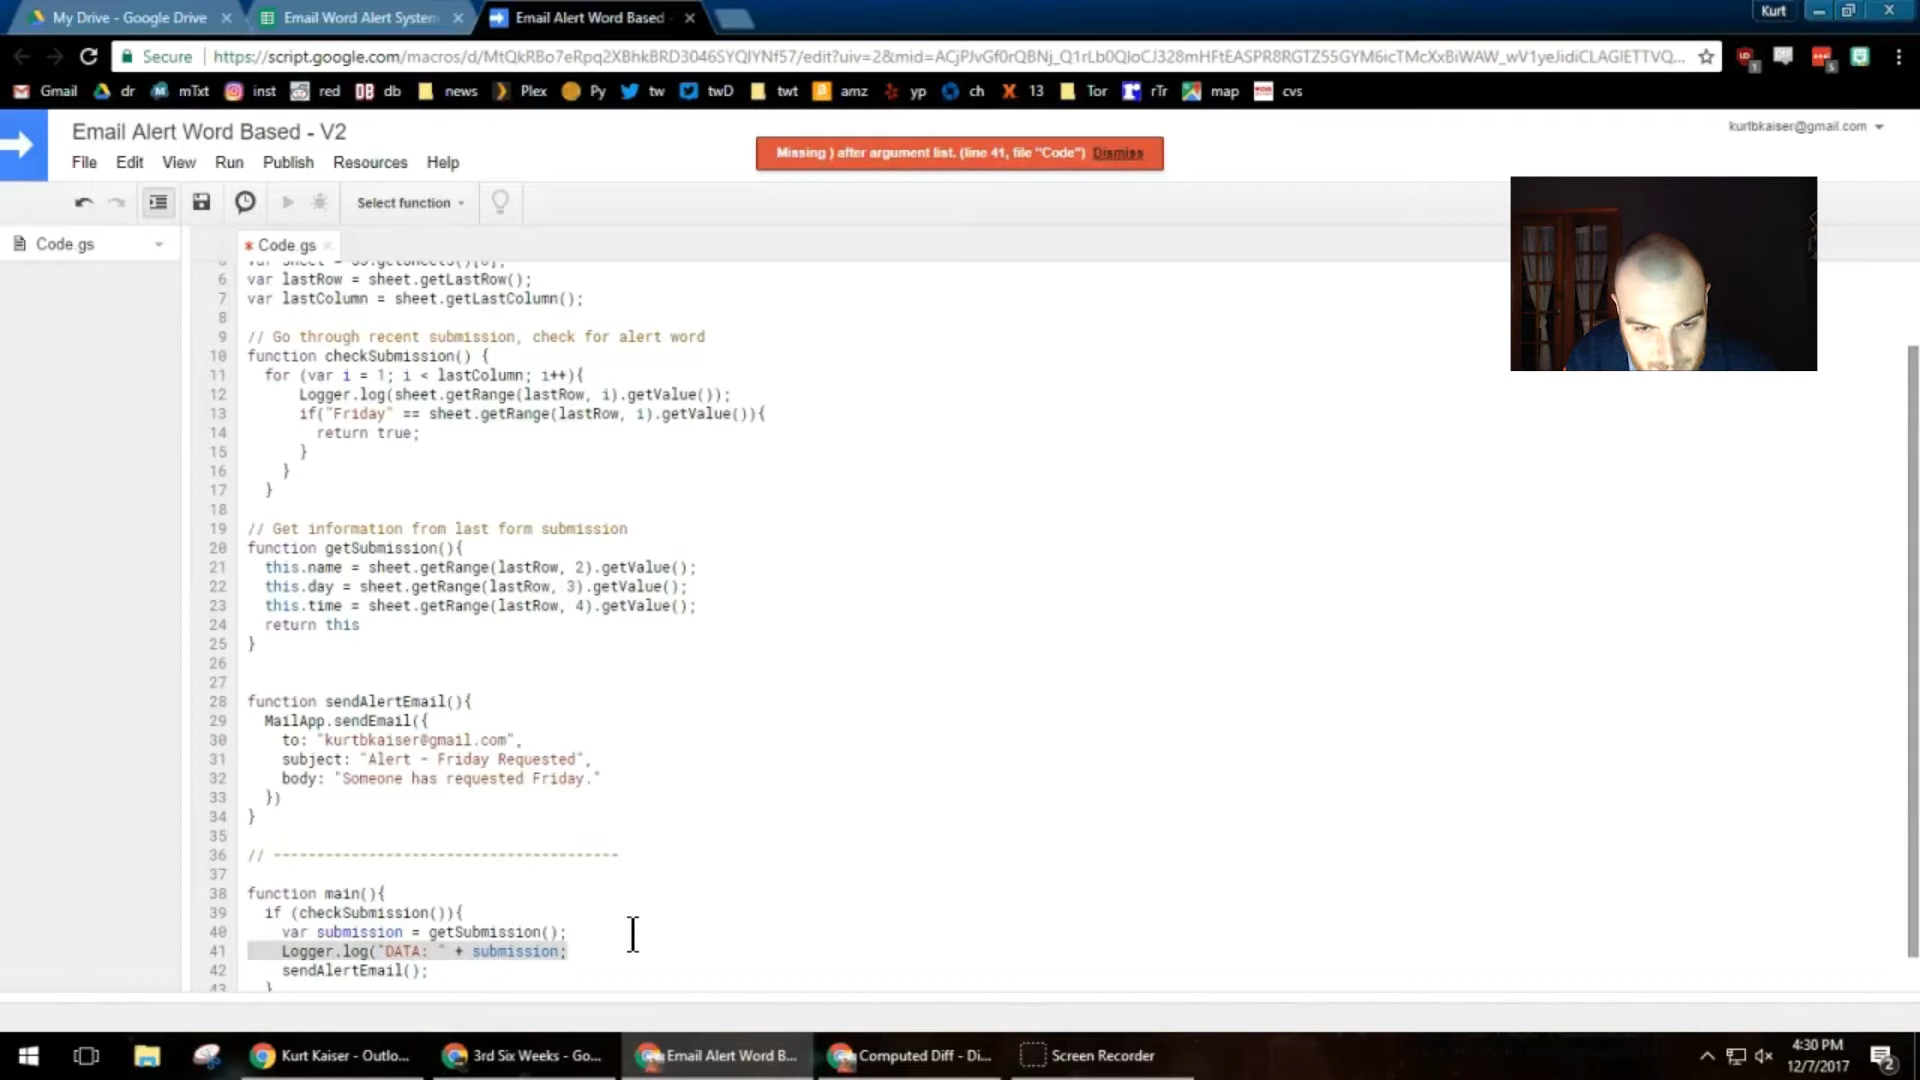 My Drive - Google Drive
Email Word Alert System
Email Alert Word Based -
Kurt
Secure
https://script.google.com/macros/d/
Gmail
dr
mTxt
inst
red
db
news
Plex
Py
tw
twD
twt
amz
yp
ch
13
Tor
rTr
map
cvs
Email Alert Word Based - V2
kurtbkaiser@gmail.com
File Edit View Run Publish Resources Help
Missing ) after argument list. (line 41, file "Code") Dismiss
Select function
Code.gs
* Code.gs
6 var lastRow = sheet.getLastRow();
7 var lastColumn = sheet.getLastColumn();
8
9 // Go through recent submission, check for alert word
10 function checkSubmission() {
11 for (var i = 1; i < lastColumn; i++){
12 Logger.log(sheet.getRange(lastRow, i).getValue());
13 if("Friday" == sheet.getRange(lastRow, i).getValue()){
14 return true;
15 }
16 }
17 }
18
19 // Get information from last form submission
20 function getSubmission(){
21 this.name = sheet.getRange(lastRow, 2).getValue();
22 this.day = sheet.getRange(lastRow, 3).getValue();
23 this.time = sheet.getRange(lastRow, 4).getValue();
24 return this
25 }
26
27
28 function sendAlertEmail(){
29 MailApp.sendEmail({
30 to: "kurtbkaiser@gmail.com",
31 subject: "Alert - Friday Requested",
32 body: "Someone has requested Friday."
33 })
34 }
35
36 // ----------------------------------------
37
38 function main(){
39 if (checkSubmission()){
40 var submission = getSubmission();
41 Logger.log("DATA: " + submission;
42 sendAlertEmail();
43 }
Kurt Kaiser - Outlo...
3rd Six Weeks - Go...
Email Alert Word B...
Computed Diff - Di...
Screen Recorder
4:30 PM
12/7/2017
2